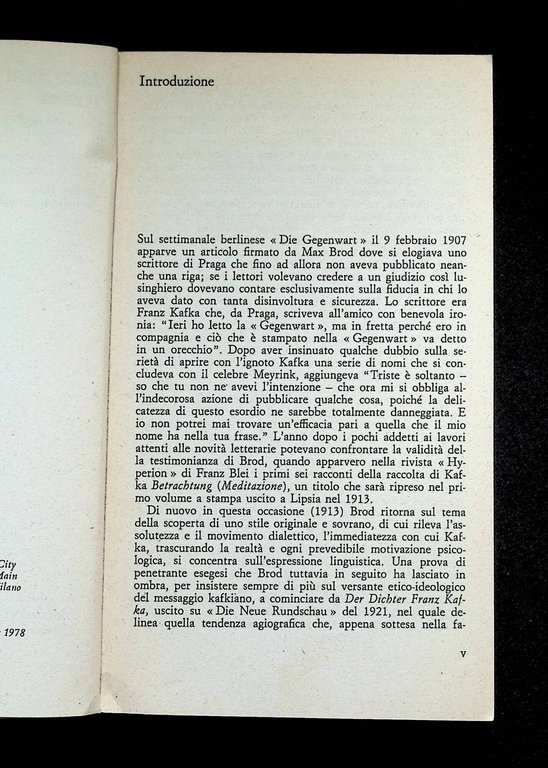 Introduzione
Sul settimanale berlinese « Die Gegenwart » il 9 febbraio 1907
apparve un articolo firmato da Max Brod dove si elogiava uno
scrittore di Praga che fino ad allora non aveva pubblicato nean-
che una riga; se i lettori volevano credere a un giudizio così lu-
singhiero dovevano contare esclusivamente sulla fiducia in chi lo
aveva dato con tanta disinvoltura e sicurezza. Lo scrittore era
Franz Kafka che, da Praga, scriveva all'amico con benevola iro-
nia: "Ieri ho letto la « Gegenwart », ma in fretta perché ero in
compagnia e ciò che è stampato nella « Gegenwart » va detto
in un orecchio". Dopo aver insinuato qualche dubbio sulla se-
rietà di aprire con l'ignoto Kafka una serie di nomi che si con-
cludeva con il celebre Meyrink, aggiungeva "Triste è soltanto –
so che tu non ne avevi l'intenzione – che ora mi si obbliga al-
l'indecorosa azione di pubblicare qualche cosa, poiché la deli-
catezza di questo esordio ne sarebbe totalmente danneggiata. E
io non potrei mai trovare un'efficacia pari a quella che il mio
nome ha nella tua frase." L'anno dopo i pochi addetti ai lavori
attenti alle novità letterarie potevano confrontare la validità del-
la testimonianza di Brod, quando apparvero nella rivista « Hy-
perion » di Franz Blei i primi sei racconti della raccolta di Kaf-
ka Betrachtung (Meditazione), un titolo che sarà ripreso nel pri-
mo volume a stampa uscito a Lipsia nel 1913.
Di nuovo in questa occasione (1913) Brod ritorna sul tema
della scoperta di uno stile originale e sovrano, di cui rileva l'as-
solutezza e il movimento dialettico, l'immediatezza con cui Kaf-
ka, trascurando la realtà e ogni prevedibile motivazione psico-
logica, si concentra sull'espressione linguistica. Una prova di
penetrante esegesi che Brod tuttavia in seguito ha lasciato in
ombra, per insistere sempre di più sul versante etico-ideologico
del messaggio kafkiano, a coinciare da Der Dichter Franz Kaf-
ka, uscito su « Die Neue Rundschau » del 1921, nel quale de-
linea quella tendenza agiografica che, appena sottesa nella fa-
v
City
Main
ilano
1978